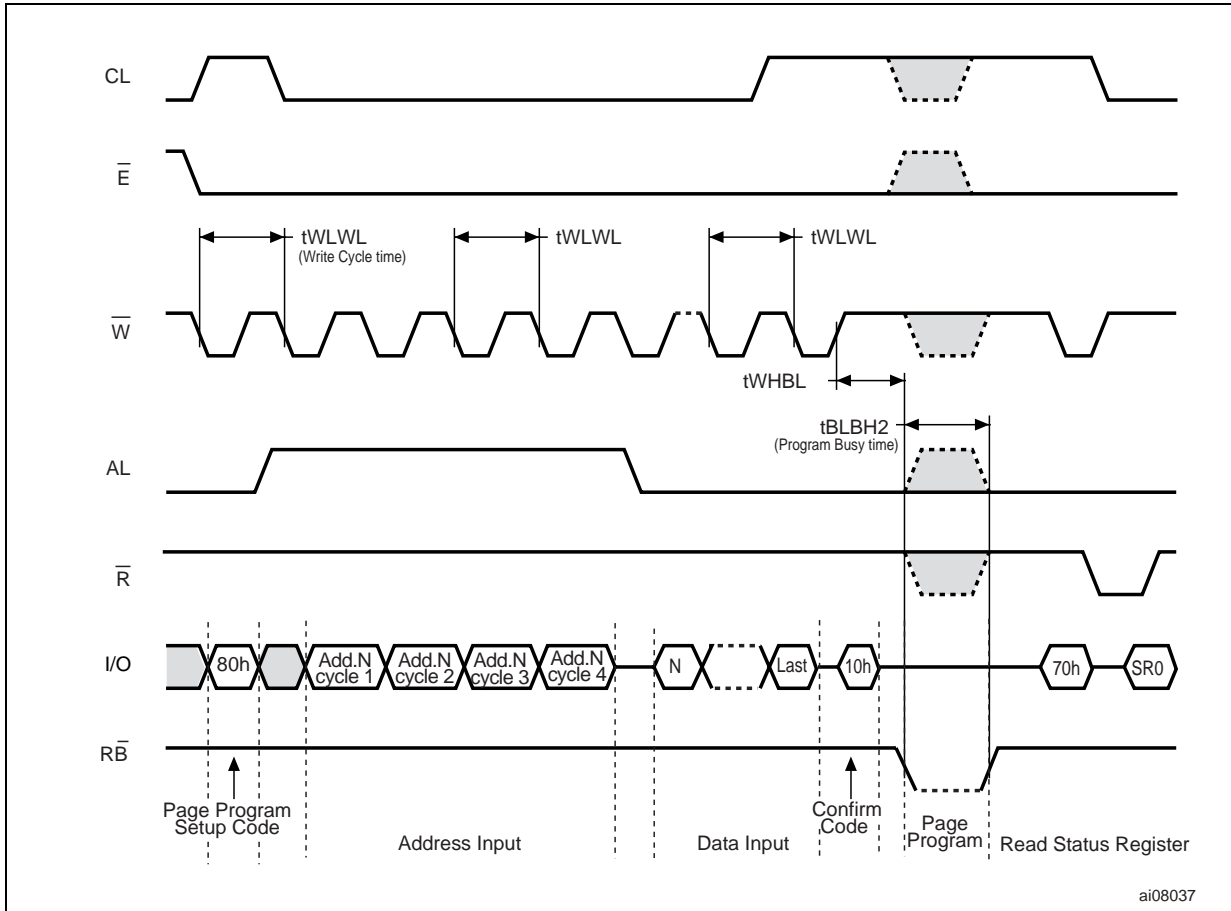 CL
E
tWLWL
(Write Cycle time)
tWLWL
tWLWL
W
tWHBL
tBLBH2
(Program Busy time)
AL
R
I/O
80h
Add.N
cycle 1
Add.N
cycle 2
Add.N
cycle 3
Add.N
cycle 4
N
Last
10h
70h
SR0
RB
Page Program
Setup Code
Address Input
Data Input
Confirm
Code
Page
Program
Read Status Register
ai08037